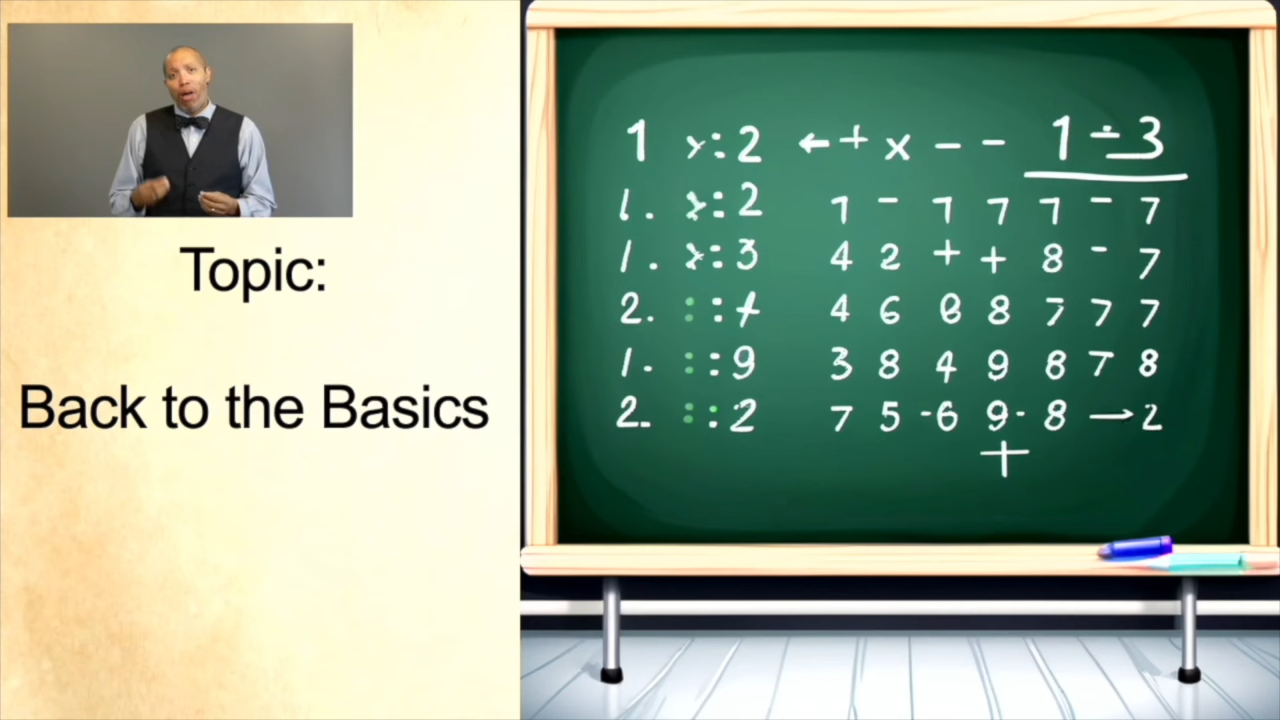 Topic:
Back to the Basics
1 x:2 ←+ x − − 1÷3
1. x:2 7 - 7 7 7 - 7
1. x:3 4 2 + + 8 - 7
2. : : 4 6 8 8 7 7 7
1. : :9 3 8 4 9 8 7 8
2. : :2 7 5 -6 9- 8 → 2
+